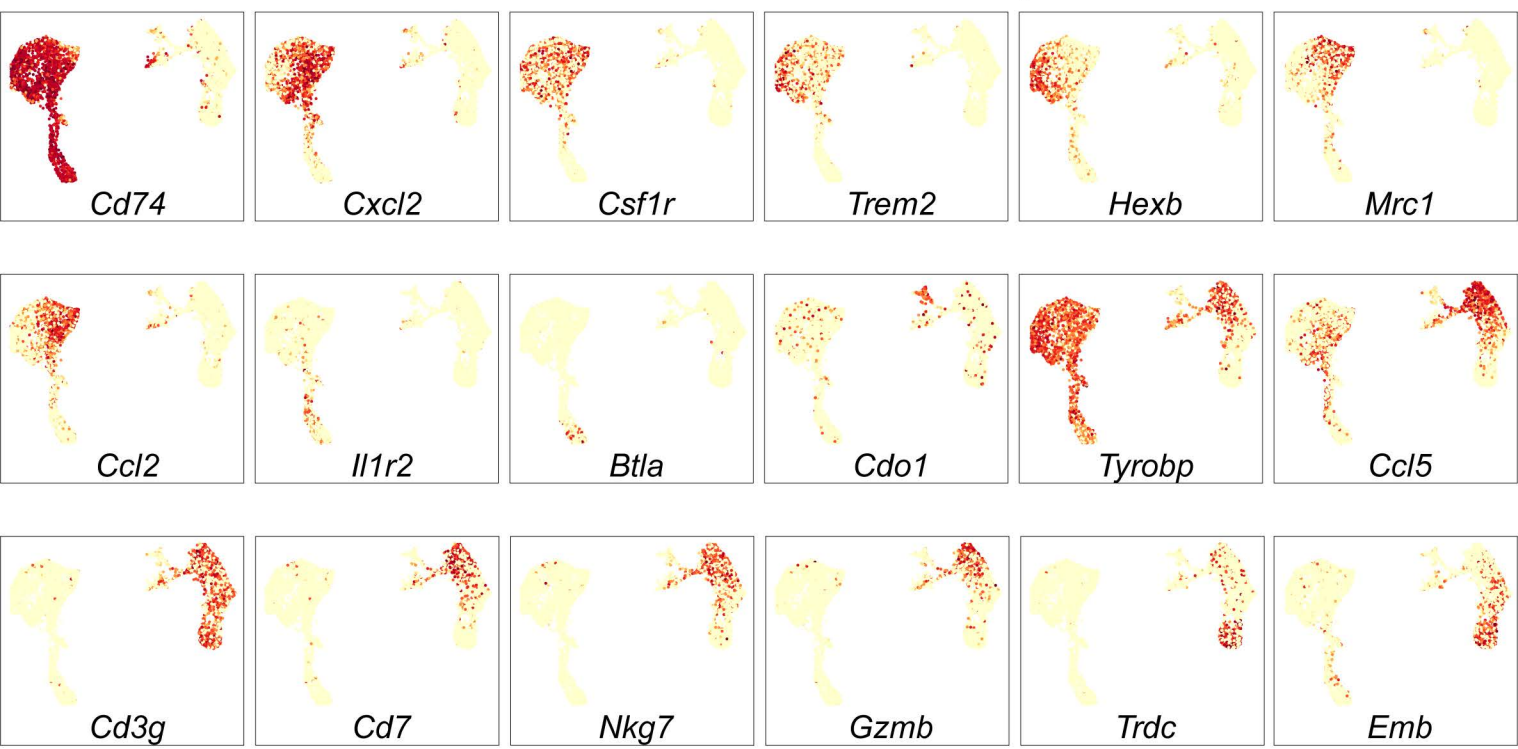 Cd74 Cxcl2 Csf1r Trem2 Hexb Mrc1
Ccl2 Il1r2 Btla Cdo1 Tyrobp Ccl5
Cd3g Cd7 Nkg7 Gzmb Trdc Emb